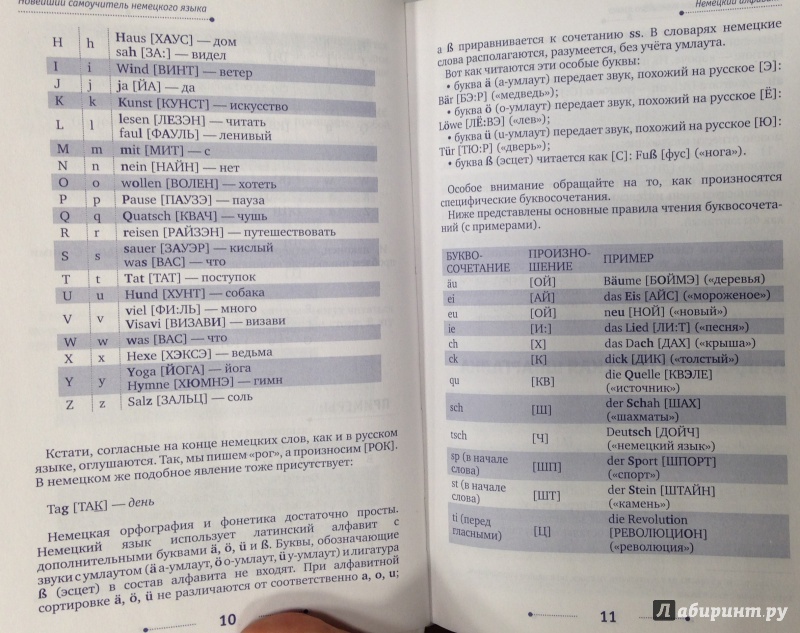 Новейший самоучитель немецкого языка
H h Haus [ХАУС] — дом
sah [ЗА:] — видел
I i Wind [ВИНТ] — ветер
J j ja [ЙА] — да
K k Kunst [КУНСТ] — искусство
L l lesen [ЛЕЗЭН] — читать
faul [ФАУЛЬ] — ленивый
M m mit [МИТ] — с
N n nein [НАЙН] — нет
O o wollen [ВОЛЕН] — хотеть
P p Pause [ПАУЗЭ] — пауза
Q q Quatsch [КВАЧ] — чушь
R r reisen [РАЙЗЭН] — путешествовать
S s sauer [ЗАУЭР] — кислый
was [ВАС] — что
T t Tat [ТАТ] — поступок
U u Hund [ХУНТ] — собака
V v viel [ФИ:ЛЬ] — много
Visavi [ВИЗАВИ] — визави
W w was [ВАС] — что
X x Hexe [ХЭКСЭ] — ведьма
Y y Yoga [ЙОГА] — йога
Hymne [ХЮМНЭ] — гимн
Z z Salz [ЗАЛЬЦ] — соль
Кстати, согласные на конце немецких слов, как и в русском
языке, оглушаются. Так, мы пишем «рог», а произносим [РОК].
В немецком же подобное явление тоже присутствует:
Tag [ТАК] — день
Немецкая орфография и фонетика достаточно просты.
Немецкий язык использует латинский алфавит с
дополнительными буквами ä, ö, ü и ß. Буквы, обозначающие
звуки с умлаутом (ä а-умлаут, ö о-умлаут, ü у-умлаут) и лигатура
ß (эсцет) в состав алфавита не входят. При алфавитной
сортировке ä, ö, ü не различаются от соответственно a, o, u;
10
Немецкий
а ß приравнивается к сочетанию ss. В словарях немецкие
слова располагаются, разумеется, без учёта умлаута.
Вот как читаются эти особые буквы:
• буква ä (а-умлаут) передает звук, похожий на русское [Э]:
Bär [БЭ:Р] («медведь»);
• буква ö (о-умлаут) передает звук, похожий на русское [Ё]:
Löwe [ЛЁ:ВЭ] («лев»);
• буква ü (u-умлаут) передает звук, похожий на русское [Ю]:
Tür [ТЮ:Р] («дверь»);
• буква ß (эсцет) читается как [С]: Fuß [фус] («нога»).
Особое внимание обращайте на то, как произносятся
специфические буквосочетания.
Ниже представлены основные правила чтения буквосочета-
ний (с примерами).
БУКВО- ПРОИЗНО- ПРИМЕР
СОЧЕТАНИЕ ШЕНИЕ
äu [ОЙ] Bäume [БОЙМЭ] («деревья»
ei [АЙ] das Eis [АЙС] («мороженое»)
eu [ОЙ] neu [НОЙ] («новый»)
ie [И:] das Lied [ЛИ:Т] («песня»)
ch [Х] das Dach [ДАХ] («крыша»)
ck [К] dick [ДИК] («толстый»)
qu [КВ] die Quelle [КВЭЛЕ]
(«источник»)
sch [Ш] der Schah [ШАХ]
(«шахматы»)
tsch [Ч] Deutsch [ДОЙЧ]
(«немецкий язык»)
sp (в начале [ШП] der Sport [ШПОРТ]
слова) («спорт»)
st (в начале [ШТ] der Stein [ШТАЙН]
слова) («камень»)
ti (перед [Ц] die Revolution
гласными) [РЕВОЛЮЦИОН]
(«революция»)
11
Лабиринт.ру